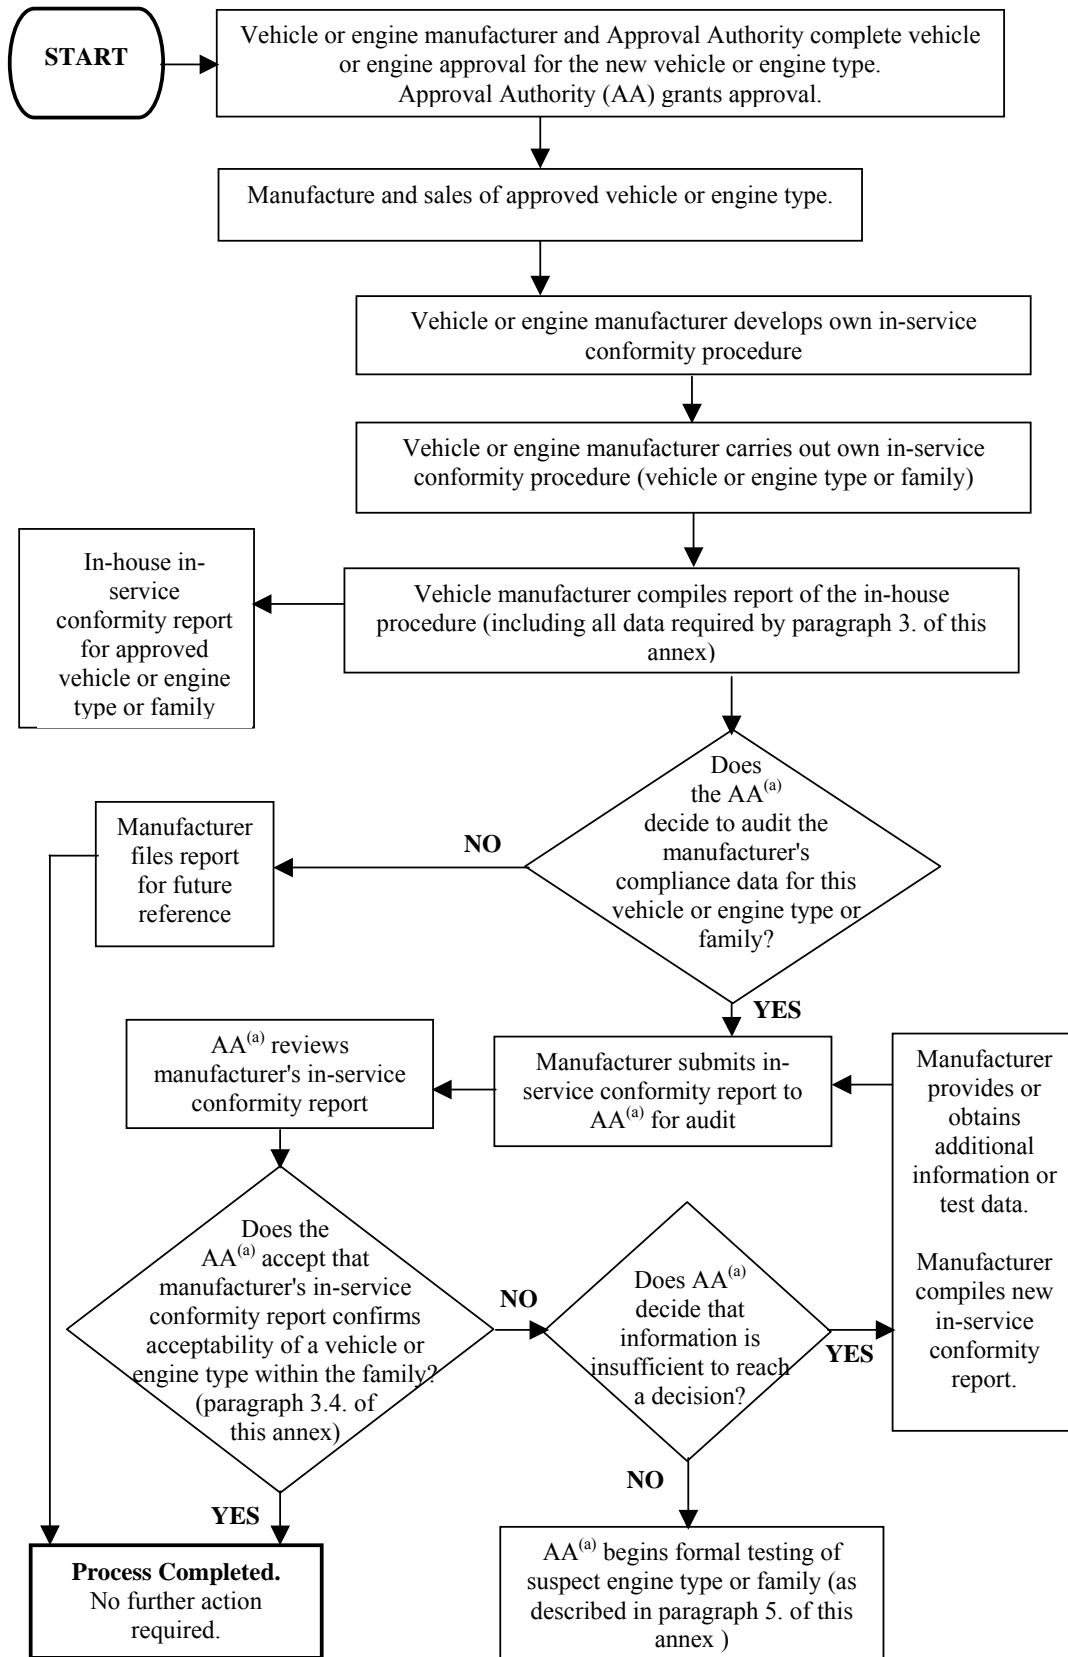 START
Vehicle or engine manufacturer and Approval Authority complete vehicle
or engine approval for the new vehicle or engine type.
Approval Authority (AA) grants approval.
Manufacture and sales of approved vehicle or engine type.
Vehicle or engine manufacturer develops own in-service
conformity procedure
Vehicle or engine manufacturer carries out own in-service
conformity procedure (vehicle or engine type or family)
In-house in-
service
conformity report
for approved
vehicle or engine
type or family
Vehicle manufacturer compiles report of the in-house
procedure (including all data required by paragraph 3. of this
annex)
Does
the AA(a)
decide to audit the
manufacturer's
compliance data for this
vehicle or engine type or
family?
NO
Manufacturer
files report
for future
reference
YES
AA(a) reviews
manufacturer's in-service
conformity report
Manufacturer submits in-
service conformity report to
AA(a) for audit
Manufacturer
provides or
obtains
additional
information or
test data.
Manufacturer
compiles new
in-service
conformity
report.
Does the
AA(a) accept that
manufacturer's in-service
conformity report confirms
acceptability of a vehicle or
engine type within the family?
(paragraph 3.4. of
this annex)
NO
Does AA(a)
decide that
information is
insufficient to reach
a decision?
YES
NO
YES
Process Completed.
No further action
required.
AA(a) begins formal testing of
suspect engine type or family (as
described in paragraph 5. of this
annex )